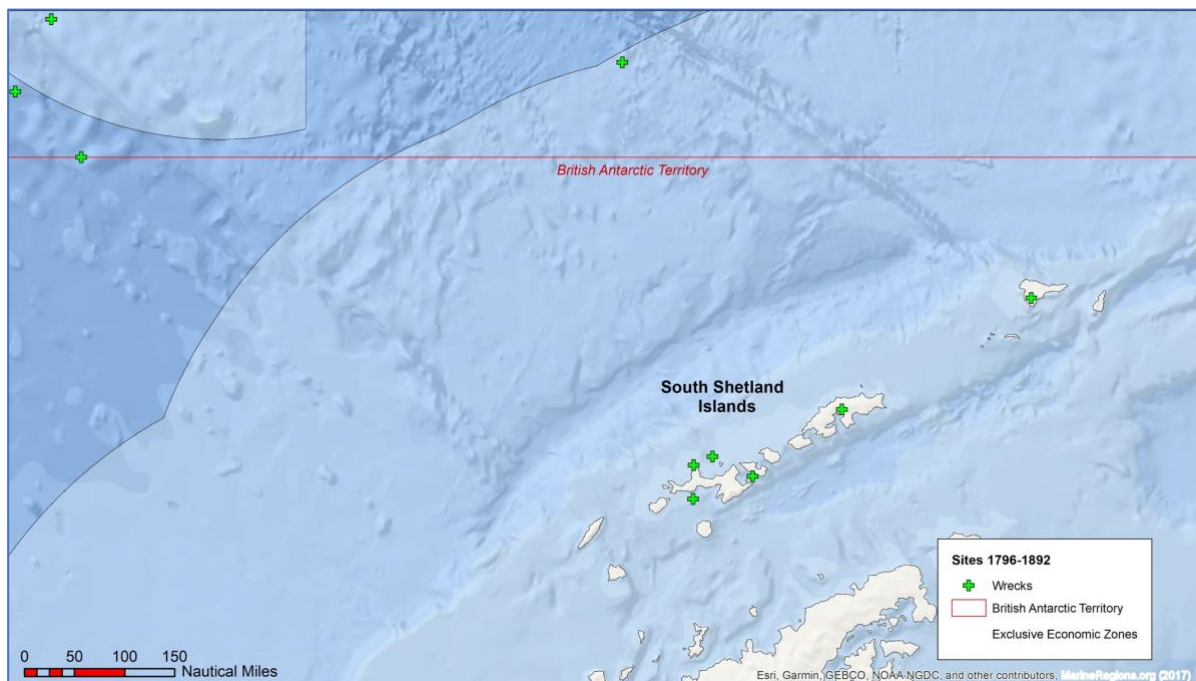 British Antarctic Territory
South Shetland
Islands
Sites 1796-1892
Wrecks
British Antarctic Territory
Exclusive Economic Zones
0 50 100 150
Nautical Miles
Esri, Garmin, GEBCO, NOAA NGDC, and other contributors, MarineRegions.org (2017)